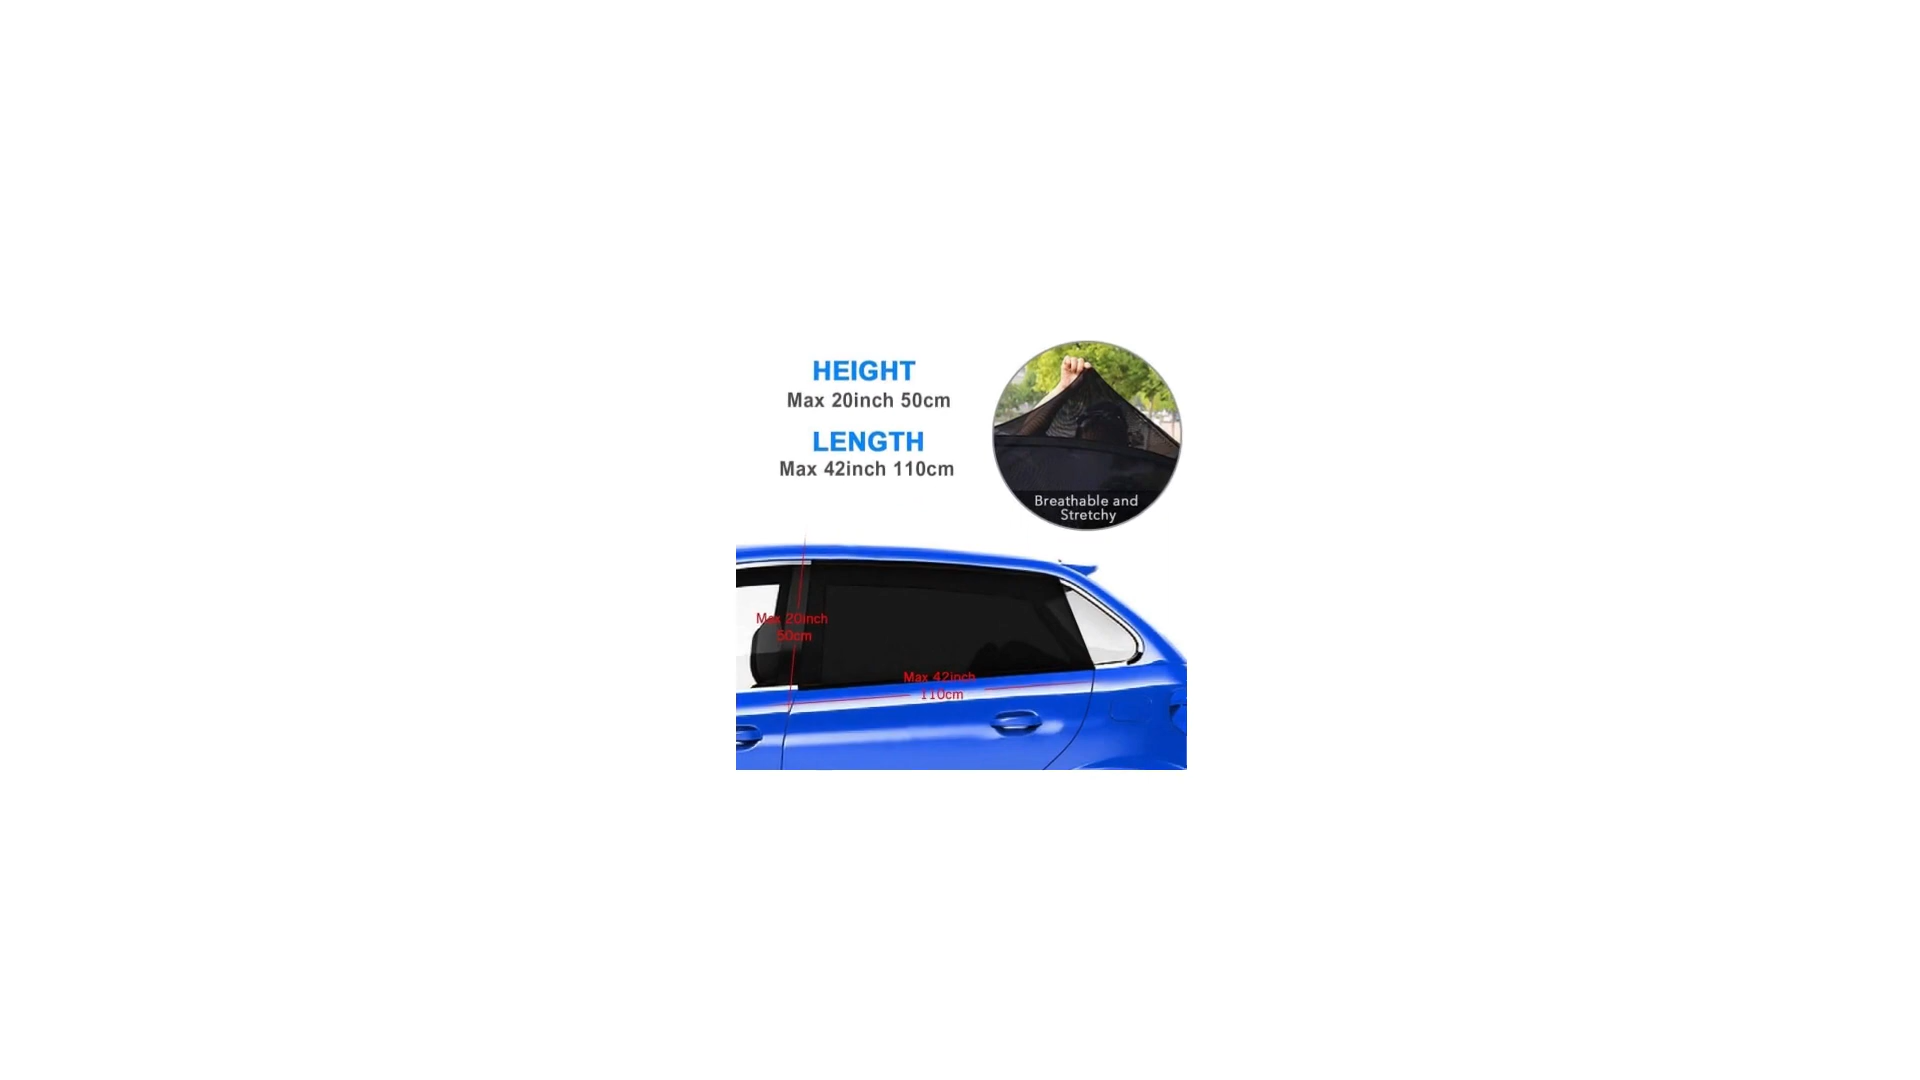 HEIGHT
Max 20inch 50cm
LENGTH
Max 42inch 110cm
Breathable and
Stretchy
Max 20inch
50cm
Max 42inch
110cm